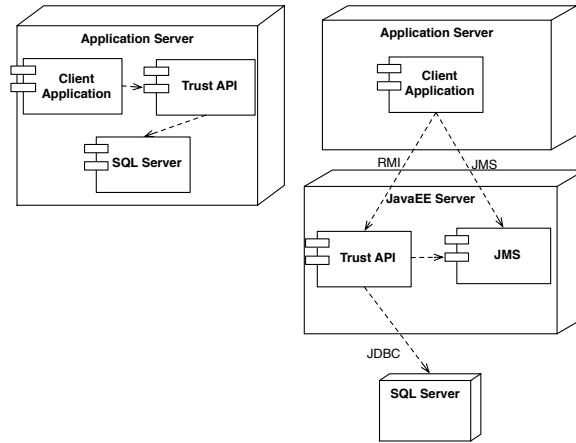 Application Server
Client
Application
Trust API
SQL Server
Application Server
Client
Application
RMI
JMS
JavaEE Server
Trust API
JMS
JDBC
SQL Server